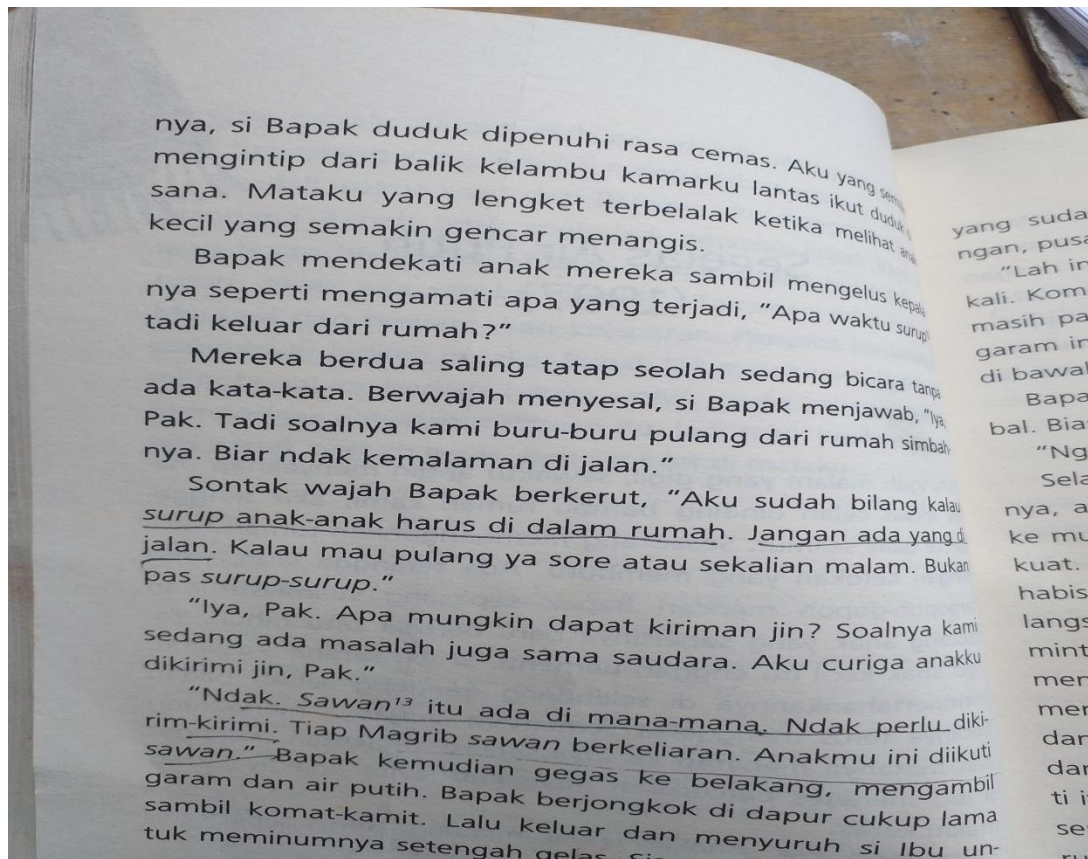 nya, si Bapak duduk dipenuhi rasa cemas. Aku yang
mengintip dari balik kelambu kamarku lantas ikut duduk
sana. Mataku yang lengket terbelalak ketika melihat
kecil yang semakin gencar menangis.
Bapak mendekati anak mereka sambil mengelus kepala
nya seperti mengamati apa yang terjadi, "Apa waktu surup
tadi keluar dari rumah?"
Mereka berdua saling tatap seolah sedang bicara tanpa
ada kata-kata. Berwajah menyesal, si Bapak menjawab, "Iya,
Pak. Tadi soalnya kami buru-buru pulang dari rumah simbah-
nya. Biar ndak kemalaman di jalan."
Sontak wajah Bapak berkerut, "Aku sudah bilang kalau
surup anak-anak harus di dalam rumah. Jangan ada yang di
jalan. Kalau mau pulang ya sore atau sekalian malam. Bukan
pas surup-surup."
"Iya, Pak. Apa mungkin dapat kiriman jin? Soalnya kami
sedang ada masalah juga sama saudara. Aku curiga anakku
dikirimi jin, Pak."
"Ndak. Sawan¹³ itu ada di mana-mana. Ndak perlu diki-
rim-kirimi. Tiap Magrib sawan berkeliaran. Anakmu ini diikuti
sawan." Bapak kemudian gegas ke belakang, mengambil
garam dan air putih. Bapak berjongkok di dapur cukup lama
sambil komat-kamit. Lalu keluar dan menyuruh si Ibu un-
tuk meminumnya setengah gelas.
yang suda
ngan, pusa
"Lah in
kali. Kom
masih pa
garam in
di bawa
Bapa
bal. Bia
"Ng
Sela
nya, a
ke mu
kuat.
habis
langs
mint
mer
mer
dar
dar
ti i
se